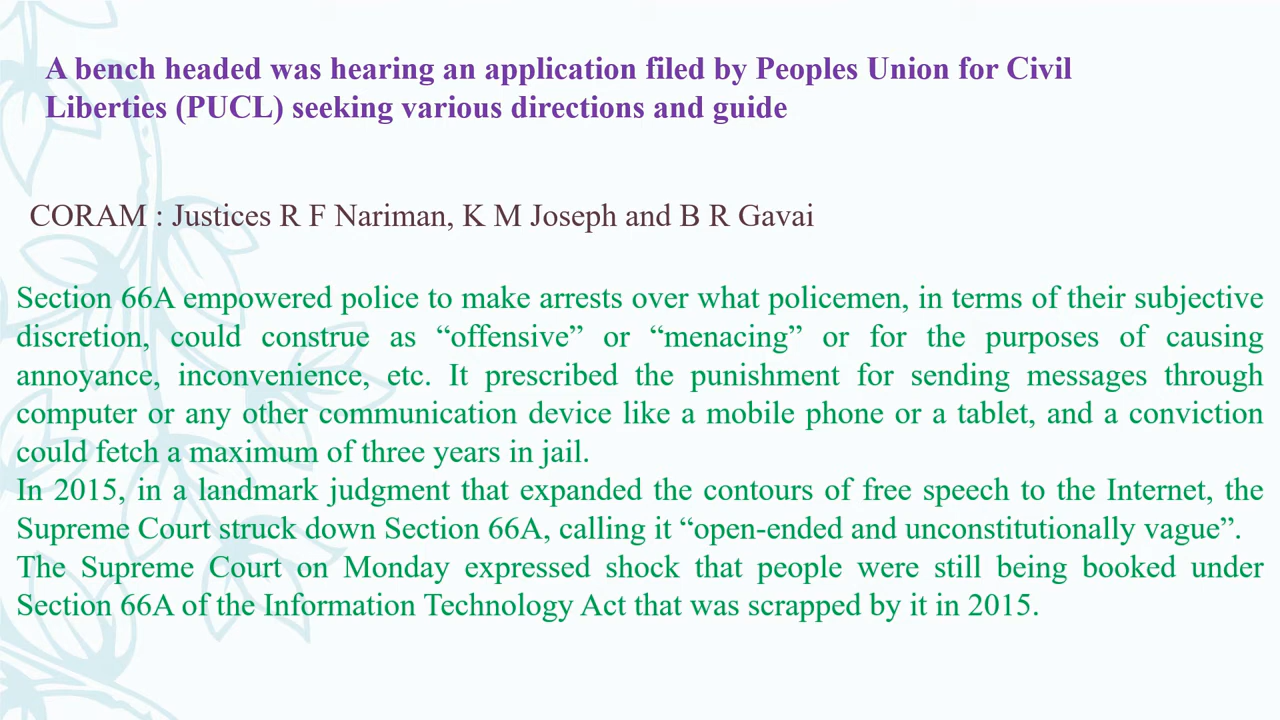 A bench headed was hearing an application filed by Peoples Union for Civil
Liberties (PUCL) seeking various directions and guide
CORAM : Justices R F Nariman, K M Joseph and B R Gavai
Section 66A empowered police to make arrests over what policemen, in terms of their subjective
discretion, could construe as “offensive” or “menacing” or for the purposes of causing
annoyance, inconvenience, etc. It prescribed the punishment for sending messages through
computer or any other communication device like a mobile phone or a tablet, and a conviction
could fetch a maximum of three years in jail.
In 2015, in a landmark judgment that expanded the contours of free speech to the Internet, the
Supreme Court struck down Section 66A, calling it “open-ended and unconstitutionally vague”.
The Supreme Court on Monday expressed shock that people were still being booked under
Section 66A of the Information Technology Act that was scrapped by it in 2015.